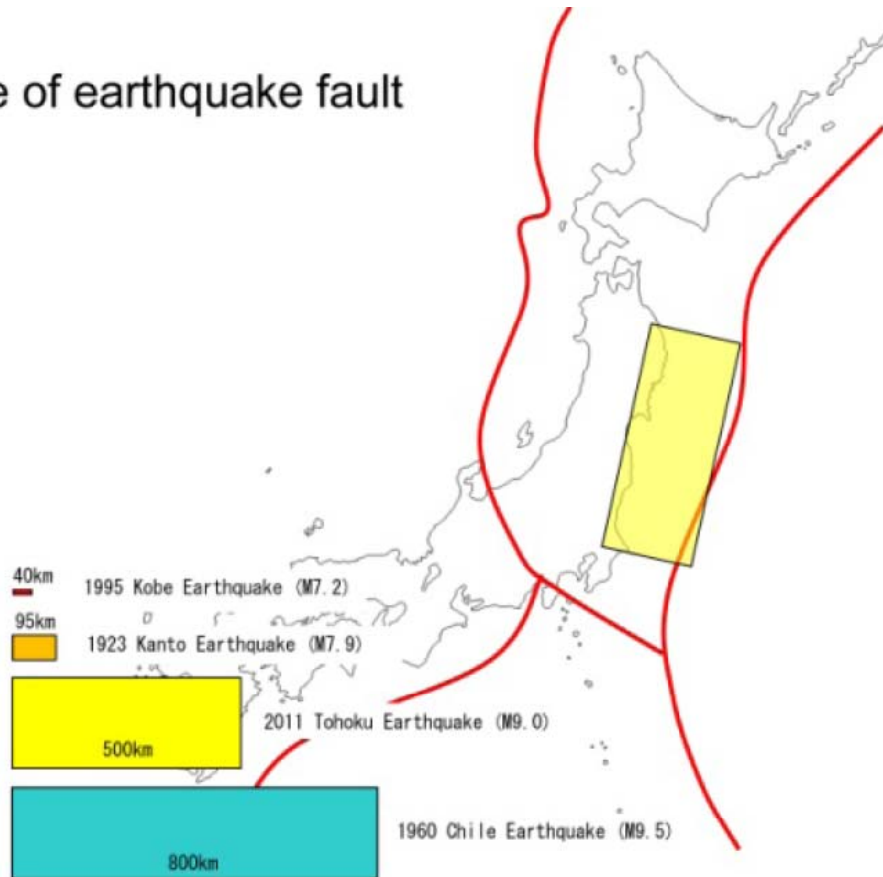 e of earthquake fault
40km
1995 Kobe Earthquake (M7.2)
95km
1923 Kanto Earthquake (M7.9)
2011 Tohoku Earthquake (M9.0)
500km
1960 Chile Earthquake (M9.5)
800km